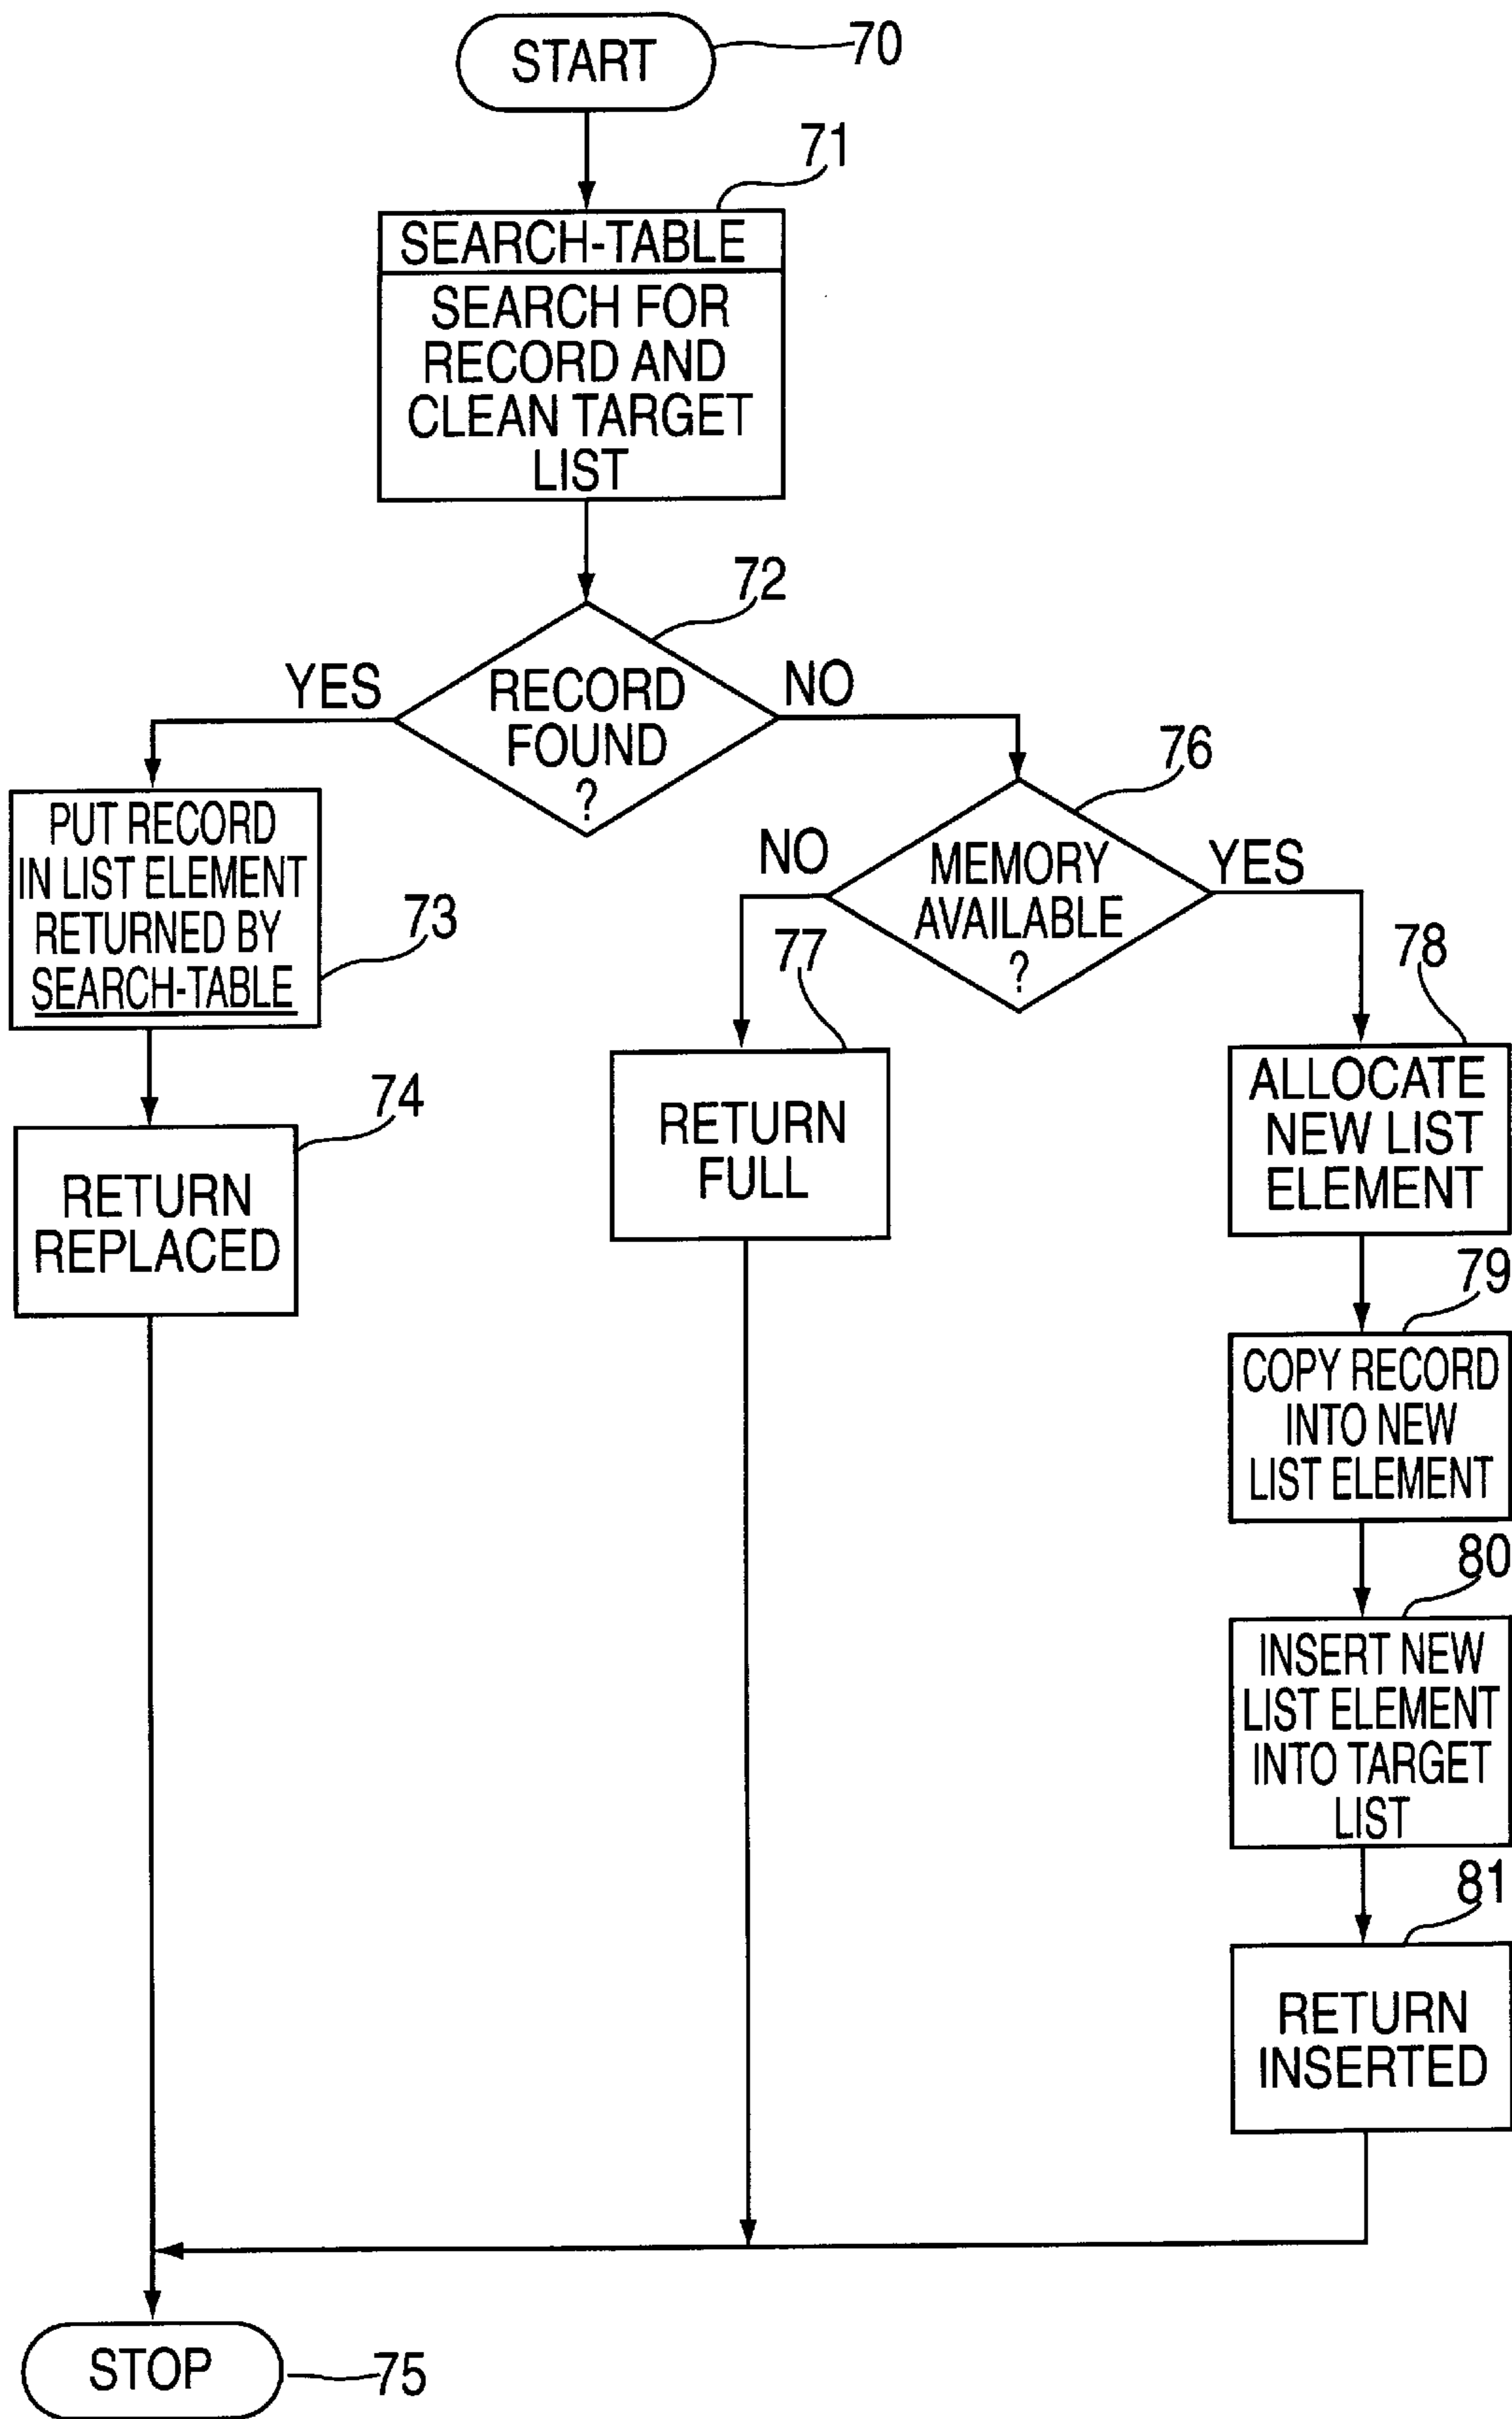 START
70
71
SEARCH-TABLE
SEARCH FOR
RECORD AND
CLEAN TARGET
LIST
72
YES
RECORD
FOUND
?
NO
76
PUT RECORD
IN LIST ELEMENT
RETURNED BY
SEARCH-TABLE
73
NO
MEMORY
AVAILABLE
?
YES
77
78
RETURN
FULL
ALLOCATE
NEW LIST
ELEMENT
74
RETURN
REPLACED
79
COPY RECORD
INTO NEW
LIST ELEMENT
80
INSERT NEW
LIST ELEMENT
INTO TARGET
LIST
81
RETURN
INSERTED
STOP
75